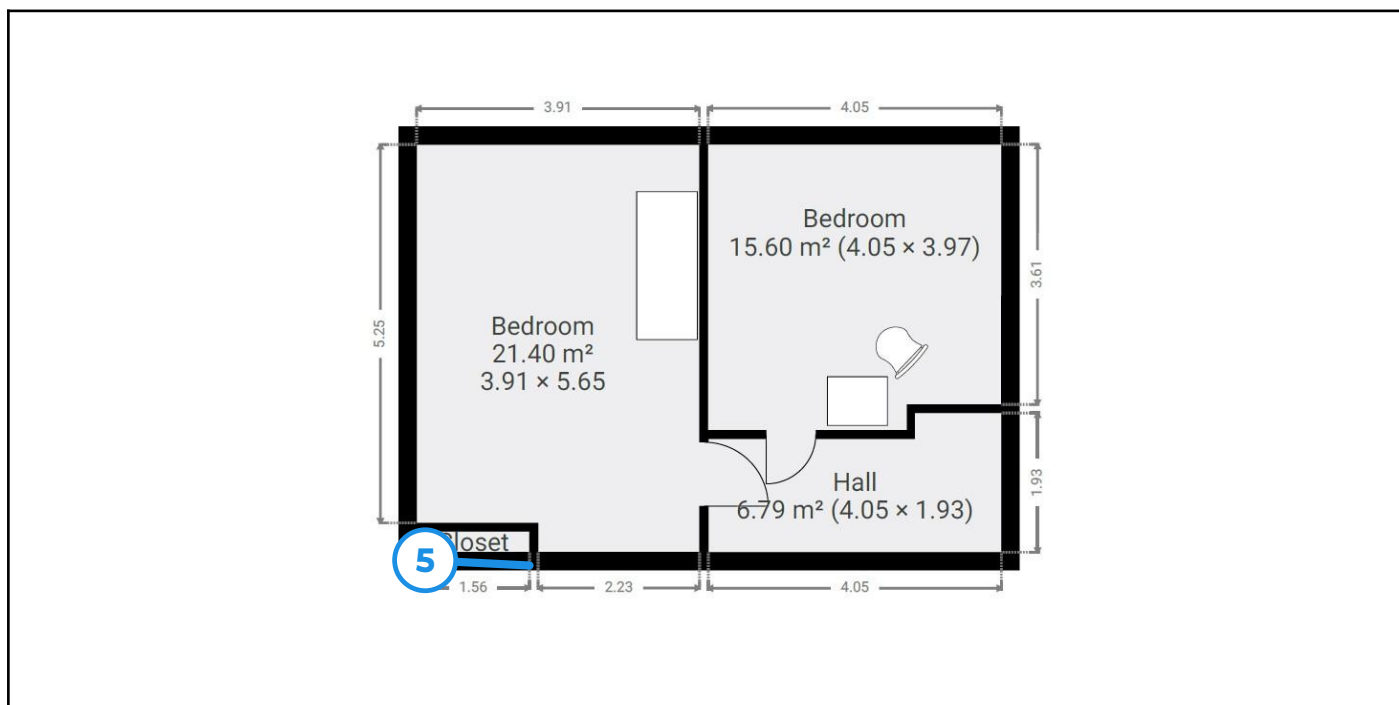 3.91
4.05
Bedroom
15.60 m² (4.05 × 3.97)
3.61
5.25
Bedroom
21.40 m²
3.91 × 5.65
Hall
6.79 m² (4.05 × 1.93)
1.93
Closet
5
1.56
2.23
4.05